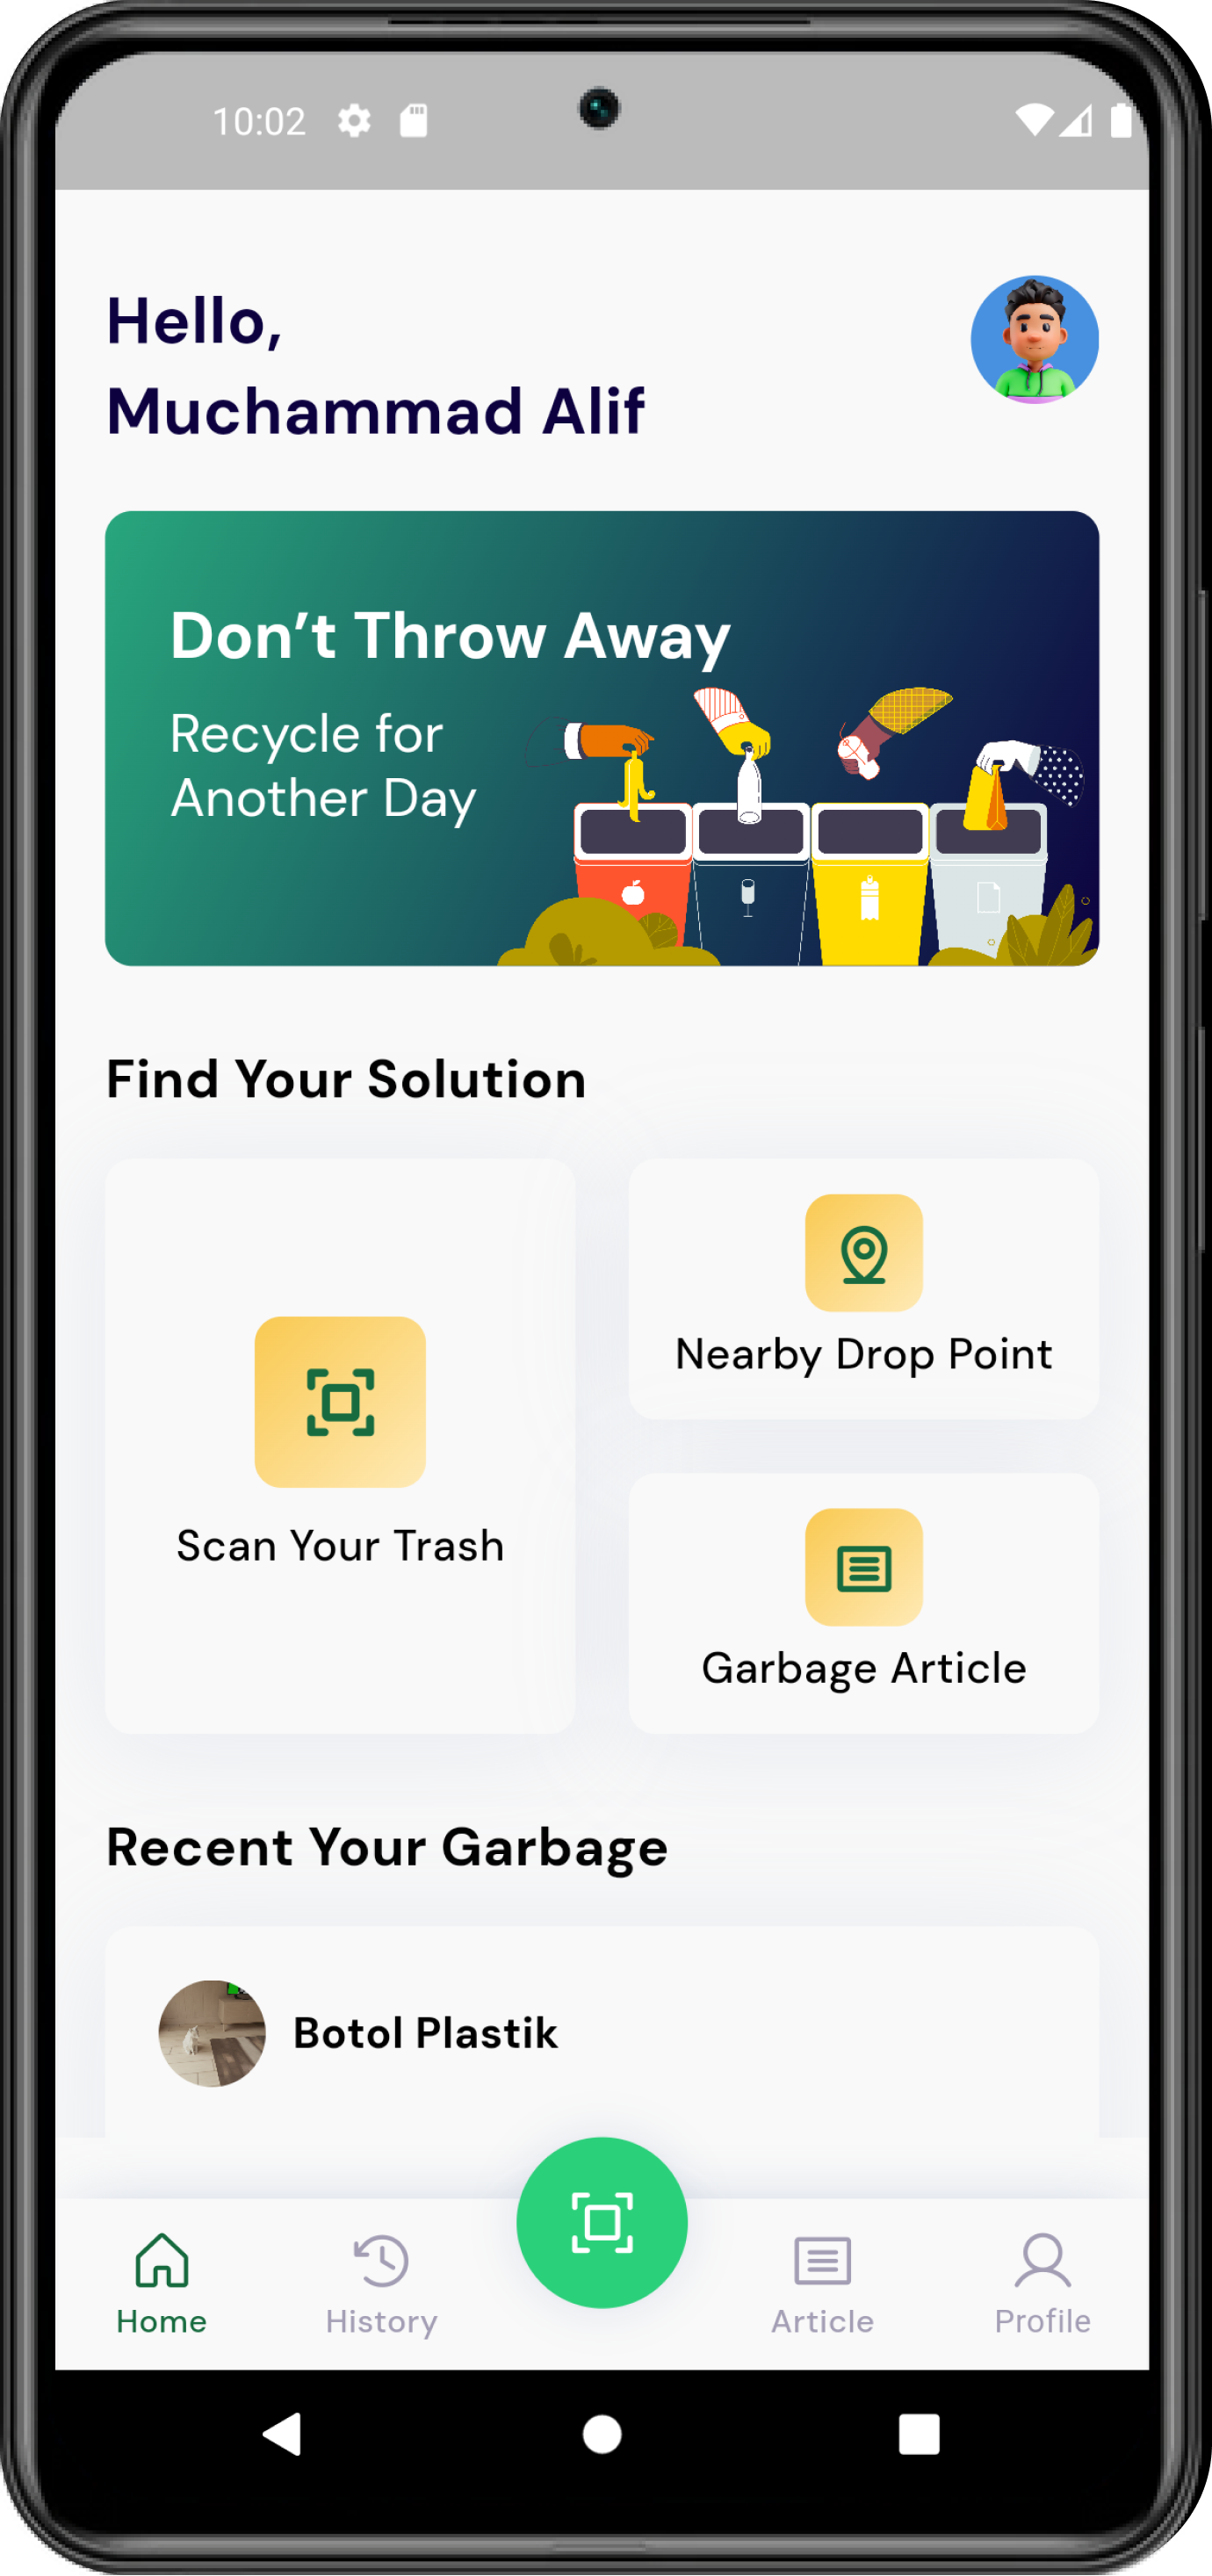 10:02
Hello,
Muchammad Alif
Don’t Throw Away
Recycle for
Another Day
Find Your Solution
Scan Your Trash
Nearby Drop Point
Garbage Article
Recent Your Garbage
Botol Plastik
Home
History
Article
Profile